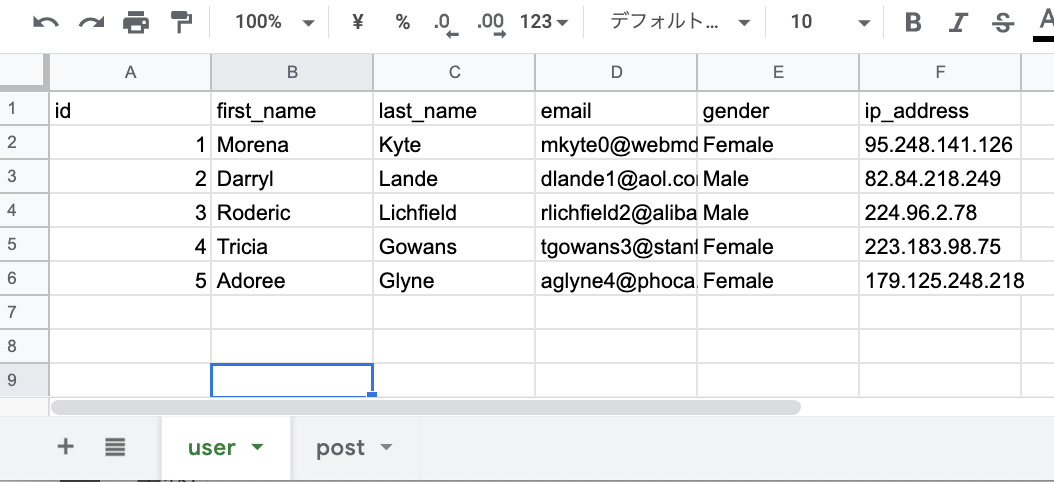 100% ¥ % .0 .00 123 デフォルト... 10 B I S A
A B C D E F
1 id first_name last_name email gender ip_address
2 1 Morena Kyte mkyte0@webmd Female 95.248.141.126
3 2 Darryl Lande dlande1@aol.co Male 82.84.218.249
4 3 Roderic Lichfield rlichfield2@aliba Male 224.96.2.78
5 4 Tricia Gowans tgowans3@stanf Female 223.183.98.75
6 5 Adoree Glyne aglyne4@phoca. Female 179.125.248.218
7
8
9
user post